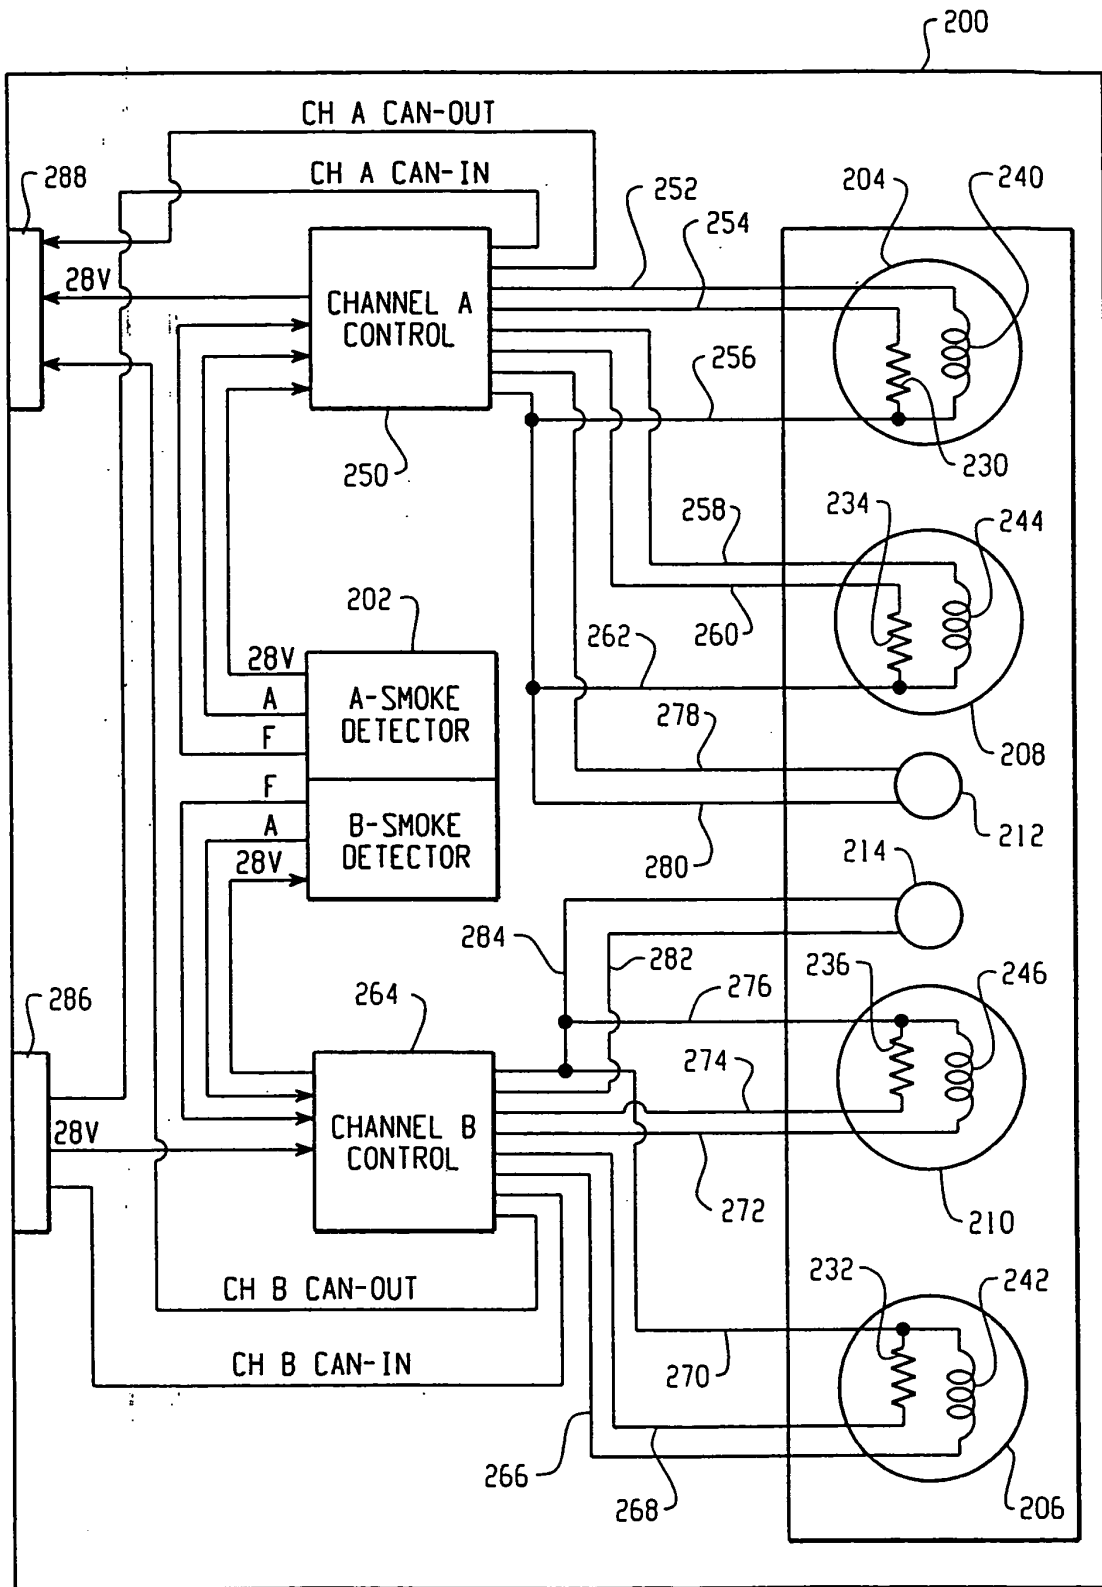 200
CH A CAN-OUT
288
CH A CAN-IN
204
240
252
254
28V
CHANNEL A
CONTROL
256
250
230
258
234
244
202
260
262
28V
A
F
A-SMOKE
DETECTOR
278
208
F
A
28V
B-SMOKE
DETECTOR
212
280
214
284
282
286
264
236
246
276
274
28V
CHANNEL B
CONTROL
272
210
CH B CAN-OUT
232
242
CH B CAN-IN
270
266
268
206